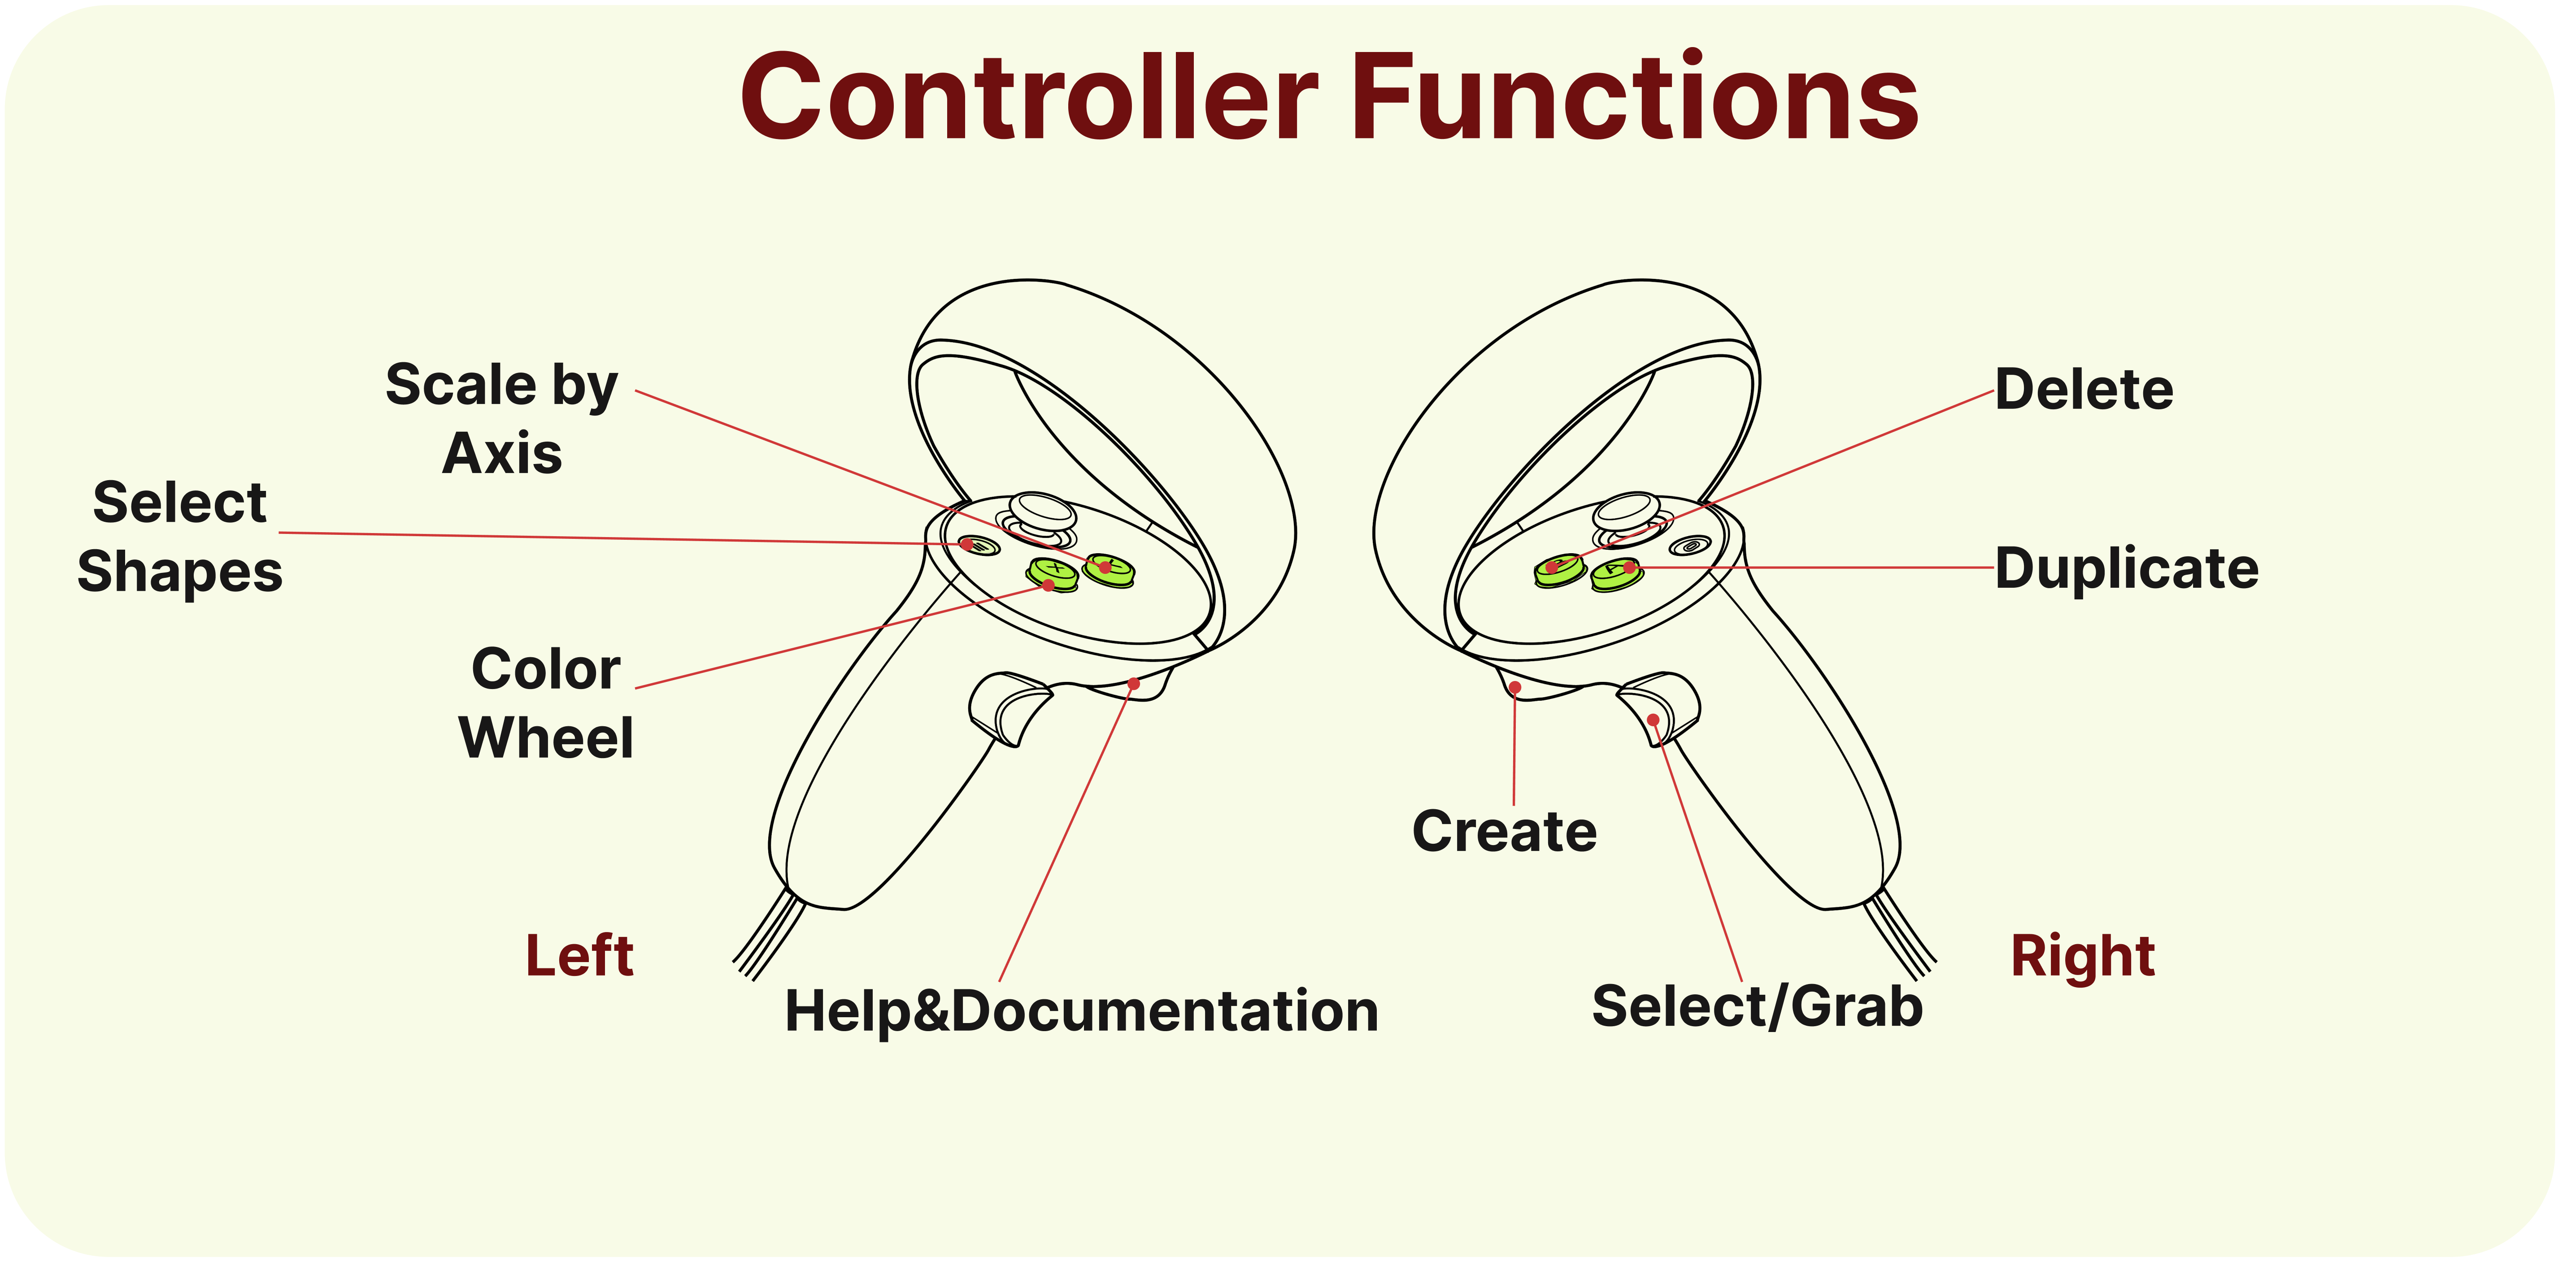 Controller Functions
Scale by
Axis
Select
Shapes
Color
Wheel
Left
Help&Documentation
Delete
Duplicate
Create
Select/Grab
Right
X